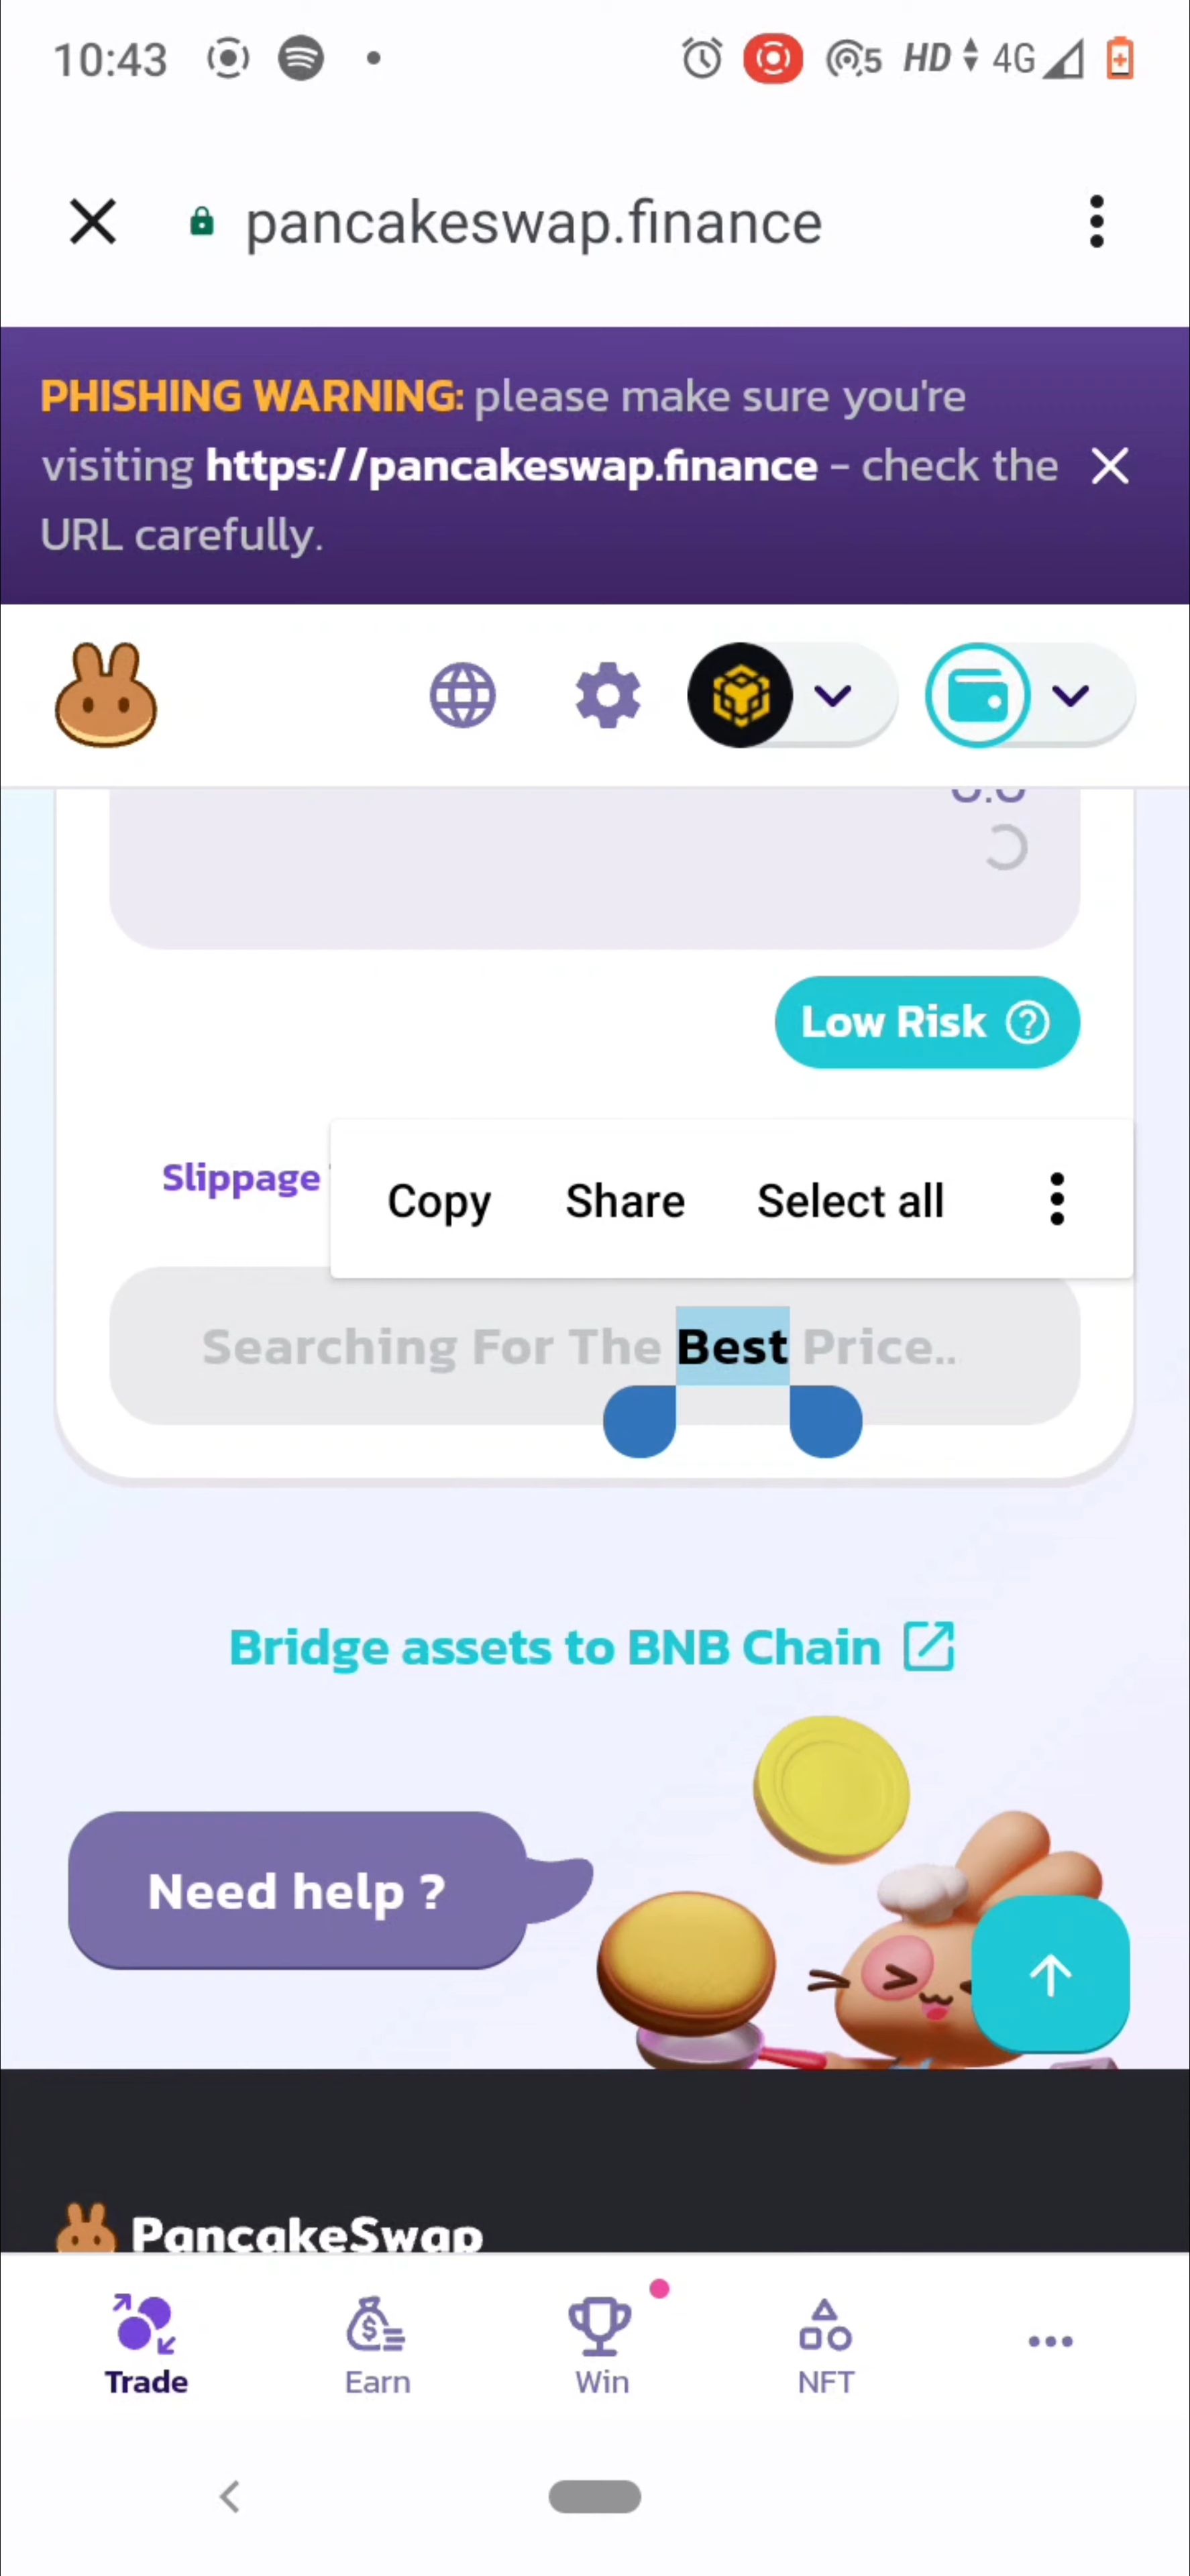 10:43
5 HD 4G
pancakeswap.finance
PHISHING WARNING: please make sure you're
visiting https://pancakeswap.finance - check the
URL carefully.
Low Risk
Slippage
Copy Share Select all
Searching For The Best Price..
Bridge assets to BNB Chain
Need help ?
PancakeSwap
Trade Earn Win NFT